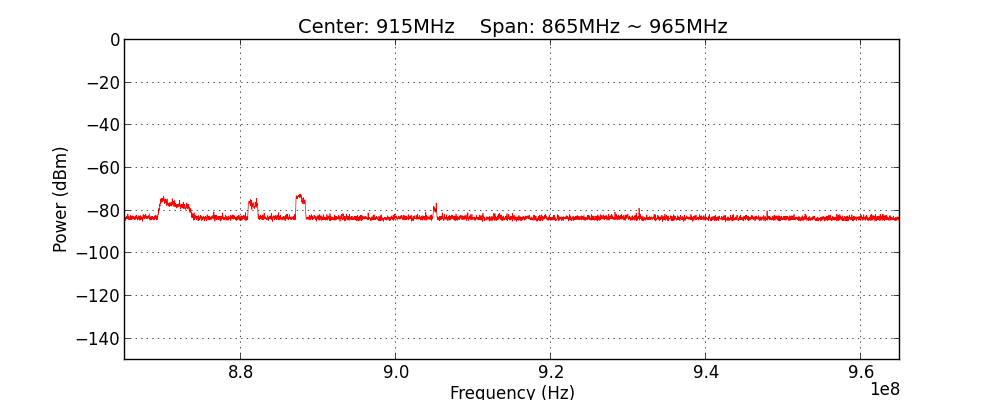 Center: 915MHz    Span: 865MHz ~ 965MHz
0
−20
−40
−60
−80
−100
−120
−140
Power (dBm)
8.8 9.0 9.2 9.4 9.6
1e8
Frequency (Hz)